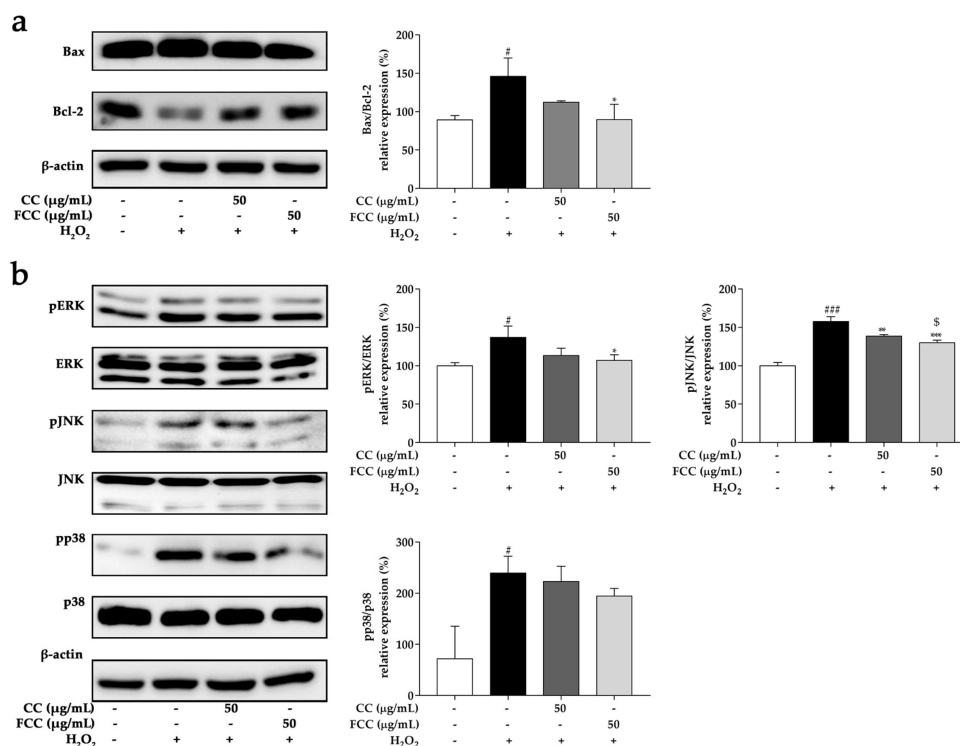 a
Bax
Bcl-2
β-actin
CC (μg/mL) - - 50 -
FCC (μg/mL) - - - 50
H₂O₂ - + + +
Bax/Bcl-2
relative expression (%)
200
150
100
50
0
#
*
CC (μg/mL) - - 50 -
FCC (μg/mL) - - - 50
H₂O₂ - + + +
b
pERK
ERK
pJNK
JNK
pp38
p38
β-actin
CC (μg/mL) - - 50 -
FCC (μg/mL) - - - 50
H₂O₂ - + + +
pERK/ERK
relative expression (%)
200
150
100
50
0
#
*
CC (μg/mL) - - 50 -
FCC (μg/mL) - - - 50
H₂O₂ - + + +
pJNK/JNK
relative expression (%)
200
150
100
50
0
###
**
$
***
CC (μg/mL) - - 50 -
FCC (μg/mL) - - - 50
H₂O₂ - + + +
pp38/p38
relative expression (%)
300
200
100
0
#
CC (μg/mL) - - 50 -
FCC (μg/mL) - - - 50
H₂O₂ - + + +